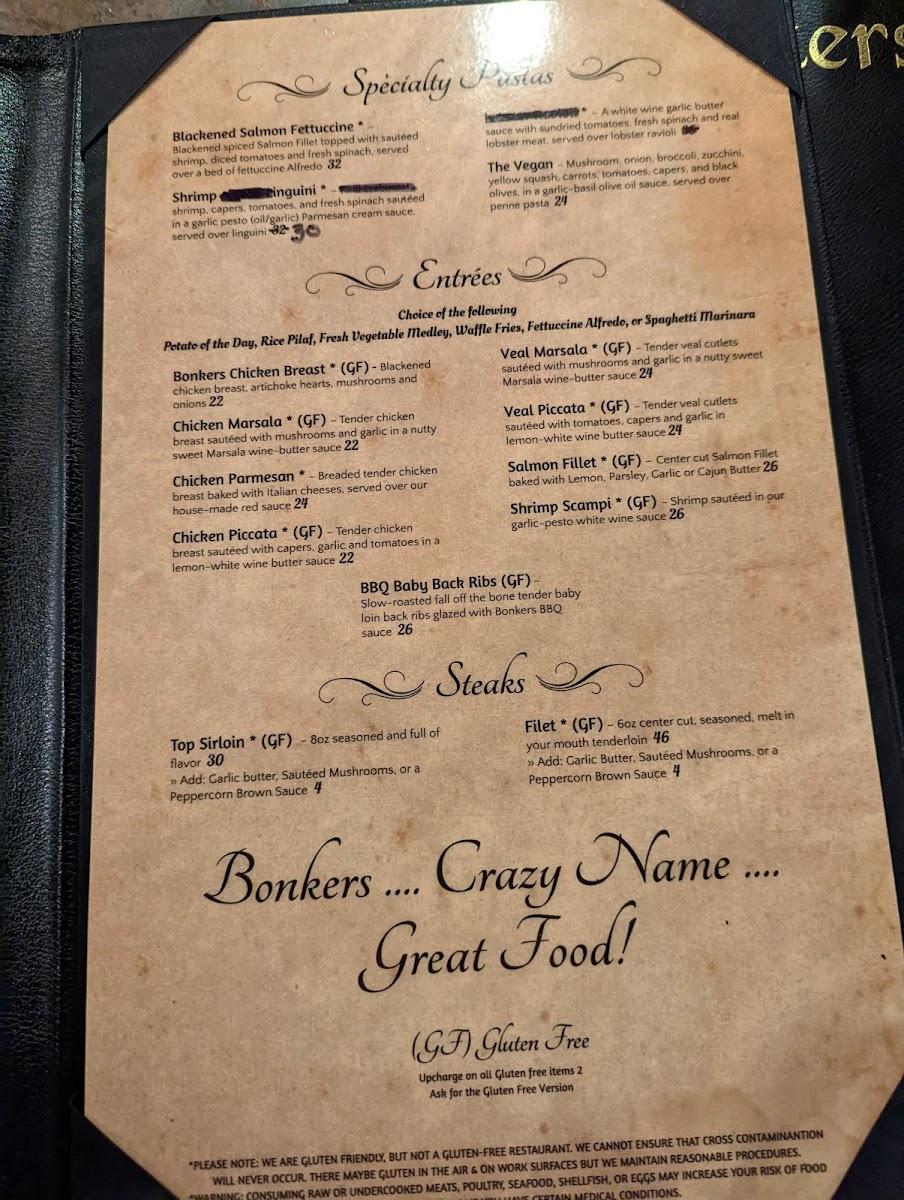 ers
Specialty Pastas
Blackened Salmon Fettuccine * –
Blackened spiced Salmon Fillet topped with sautéed
shrimp, diced tomatoes and fresh spinach, served
over a bed of fettuccine Alfredo 32
Shrimp Linguini * –
shrimp, capers, tomatoes, and fresh spinach sautéed
in a garlic pesto (oil/garlic) Parmesan cream sauce,
served over linguini 32 30
* – A white wine garlic butter
sauce with sundried tomatoes, fresh spinach and real
lobster meat, served over lobster ravioli
The Vegan – Mushroom, onion, broccoli, zucchini,
yellow squash, carrots, tomatoes, capers, and black
olives, in a garlic-basil olive oil sauce, served over
penne pasta 24
Entrées
Choice of the following
Potato of the Day, Rice Pilaf, Fresh Vegetable Medley, Waffle Fries, Fettuccine Alfredo, or Spaghetti Marinara
Bonkers Chicken Breast * (GF) - Blackened
chicken breast, artichoke hearts, mushrooms and
onions 22
Chicken Marsala * (GF) – Tender chicken
breast sautéed with mushrooms and garlic in a nutty
sweet Marsala wine-butter sauce 22
Chicken Parmesan * – Breaded tender chicken
breast baked with Italian cheeses, served over our
house-made red sauce 24
Chicken Piccata * (GF) – Tender chicken
breast sautéed with capers, garlic and tomatoes in a
lemon-white wine butter sauce 22
Veal Marsala * (GF) – Tender veal cutlets
sautéed with mushrooms and garlic in a nutty sweet
Marsala wine-butter sauce 24
Veal Piccata * (GF) – Tender veal cutlets
sautéed with tomatoes, capers and garlic in
lemon-white wine butter sauce 24
Salmon Fillet * (GF) – Center cut Salmon Fillet
baked with Lemon, Parsley, Garlic or Cajun Butter 26
Shrimp Scampi * (GF) – Shrimp sautéed in our
garlic-pesto white wine sauce 26
BBQ Baby Back Ribs (GF) –
Slow-roasted fall off the bone tender baby
loin back ribs glazed with Bonkers BBQ
sauce 26
Steaks
Top Sirloin * (GF) – 8oz seasoned and full of
flavor 30
» Add: Garlic butter, Sautéed Mushrooms, or a
Peppercorn Brown Sauce 4
Filet * (GF) – 6oz center cut, seasoned, melt in
your mouth tenderloin 46
» Add: Garlic Butter, Sautéed Mushrooms, or a
Peppercorn Brown Sauce 4
Bonkers .... Crazy Name ....
Great Food!
(GF) Gluten Free
Upcharge on all Gluten free items 2
Ask for the Gluten Free Version
*PLEASE NOTE: WE ARE GLUTEN FRIENDLY, BUT NOT A GLUTEN-FREE RESTAURANT. WE CANNOT ENSURE THAT CROSS CONTAMINANTION
WILL NEVER OCCUR. THERE MAYBE GLUTEN IN THE AIR & ON WORK SURFACES BUT WE MAINTAIN REASONABLE PROCEDURES.
*WARNING: CONSUMING RAW OR UNDERCOOKED MEATS, POULTRY, SEAFOOD, SHELLFISH, OR EGGS MAY INCREASE YOUR RISK OF FOOD
YOU HAVE CERTAIN MEDICAL CONDITIONS.